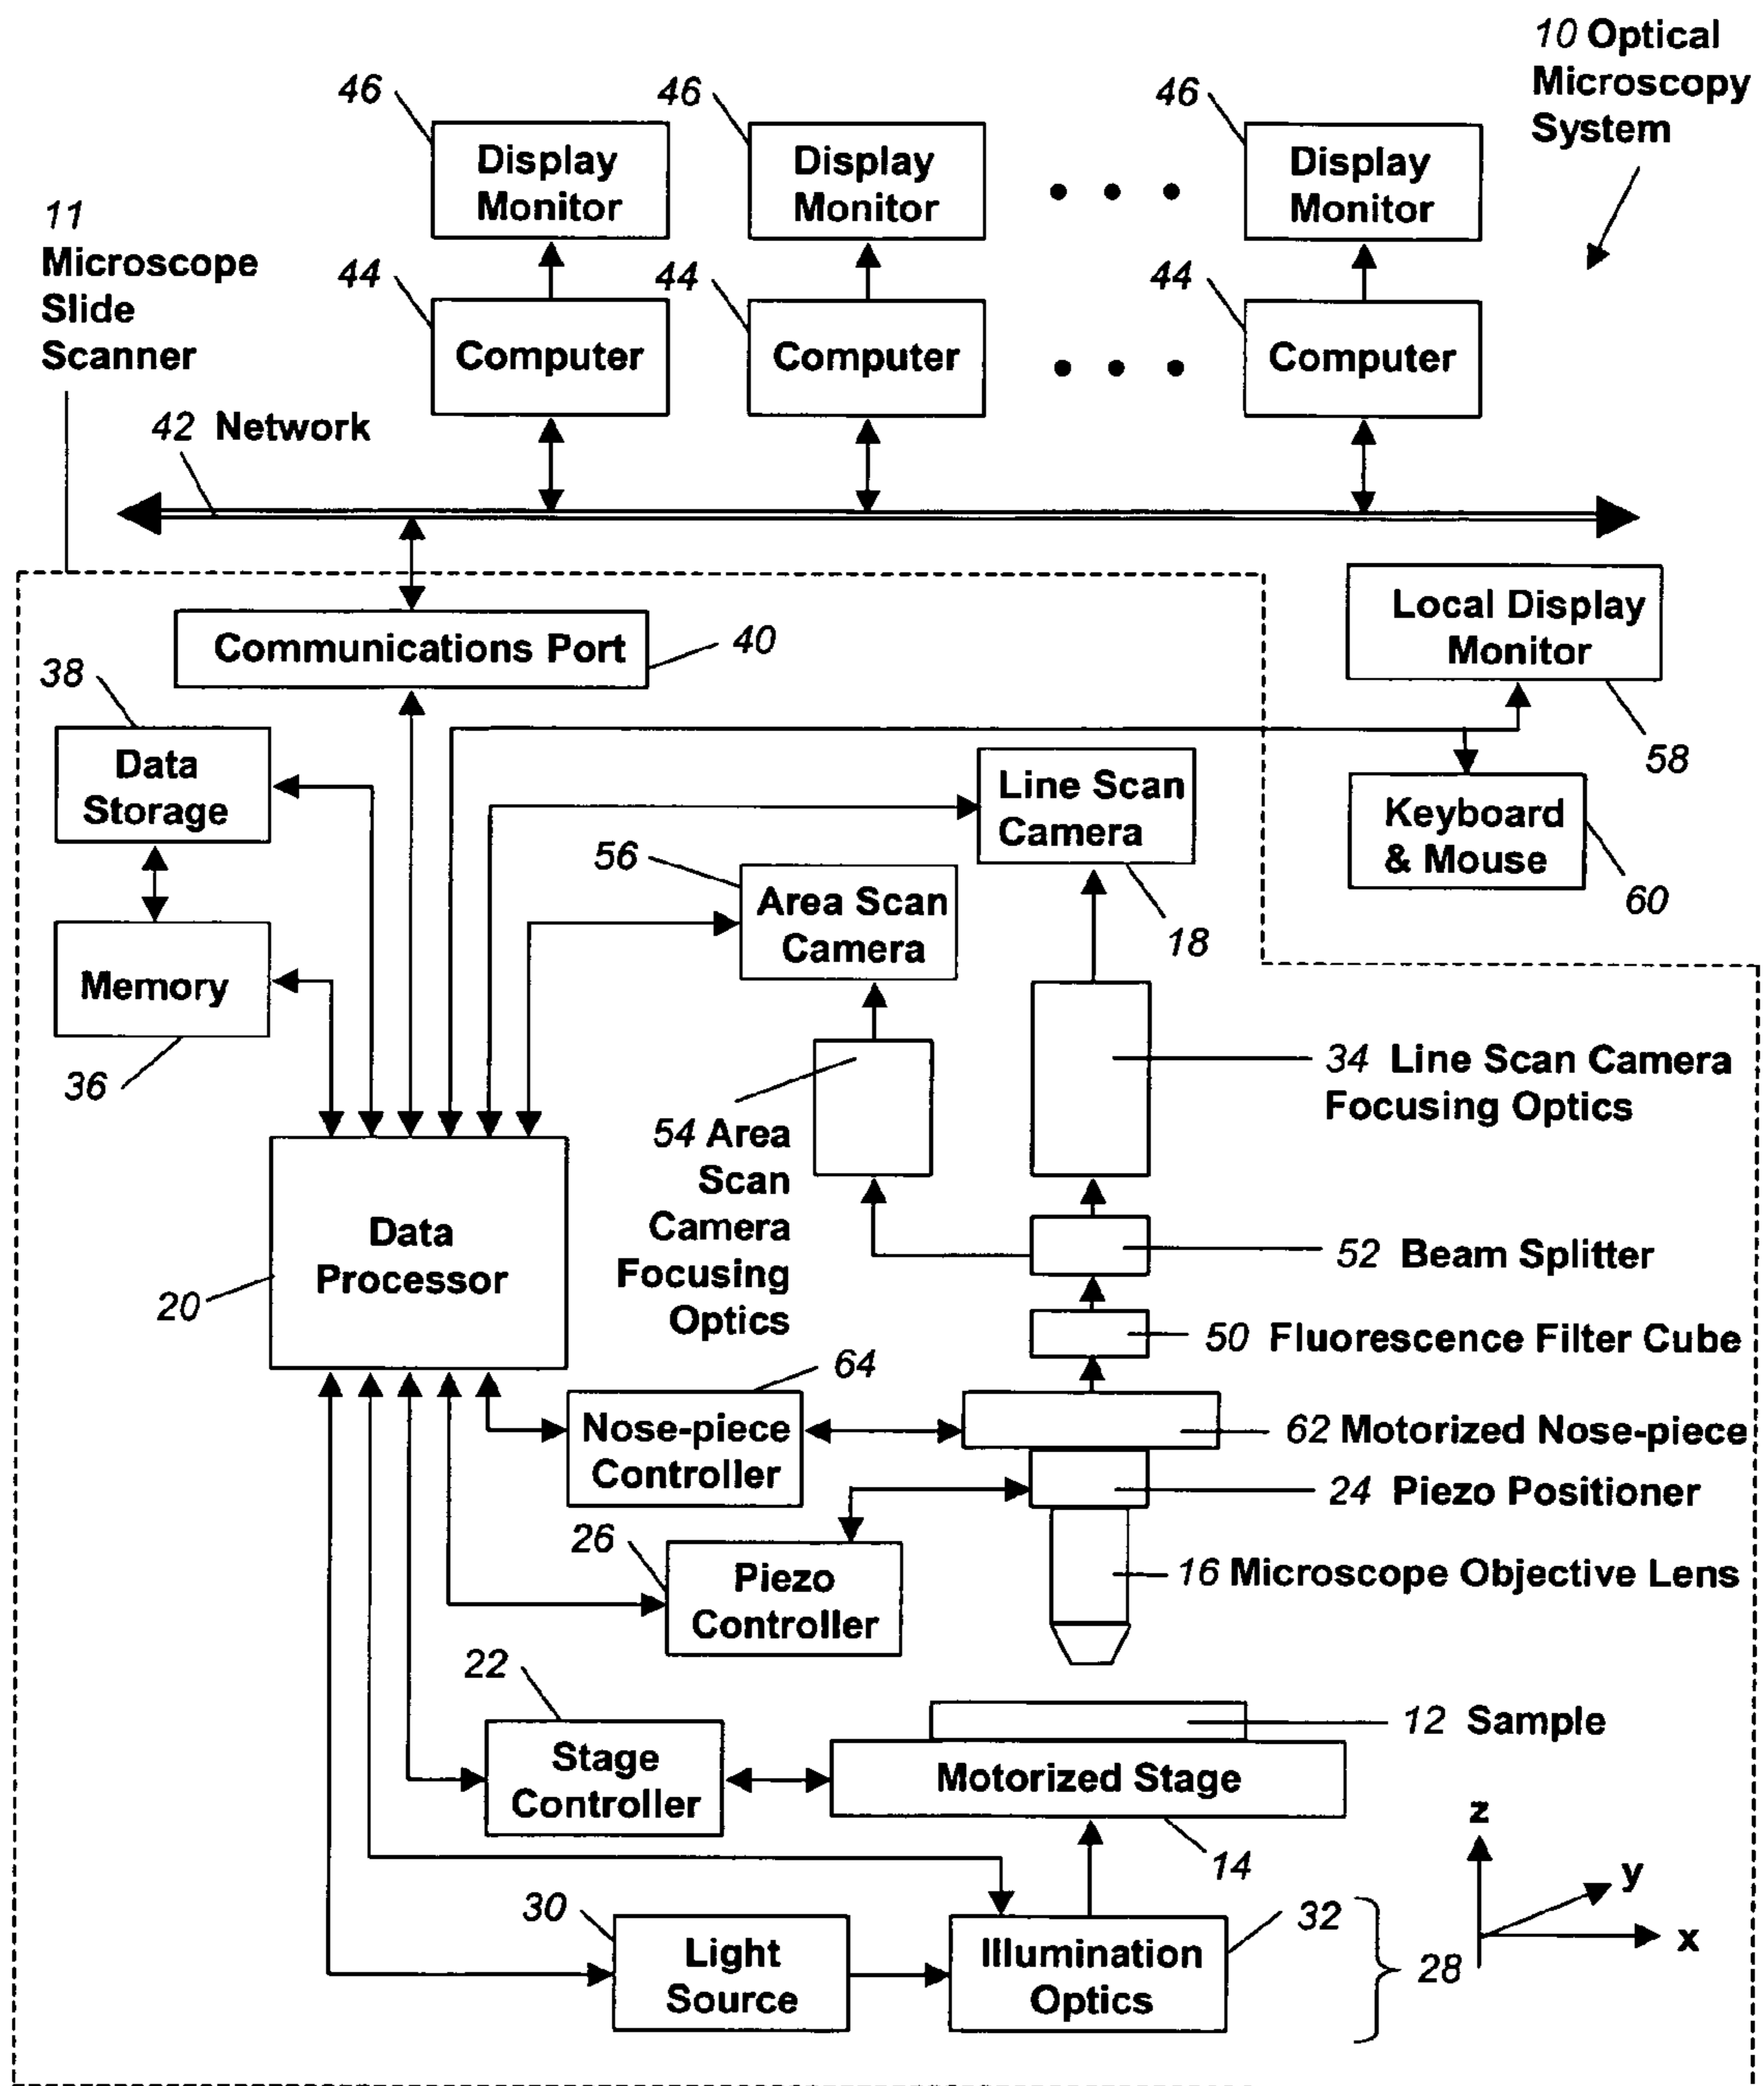 10 Optical
Microscopy
System
46
46
46
Display
Monitor
Display
Monitor
Display
Monitor
11
Microscope
Slide
Scanner
44
44
44
Computer
Computer
Computer
42 Network
Local Display
Monitor
58
Communications Port
40
38
Data
Storage
Line Scan
Camera
18
Keyboard
& Mouse
60
56
Area Scan
Camera
Memory
36
34 Line Scan Camera
Focusing Optics
54 Area
Scan
Camera
Focusing
Optics
Data
Processor
20
52 Beam Splitter
50 Fluorescence Filter Cube
64
Nose-piece
Controller
62 Motorized Nose-piece
24 Piezo Positioner
26
Piezo
Controller
16 Microscope Objective Lens
22
Stage
Controller
12 Sample
Motorized Stage
14
z
y
x
30
Light
Source
Illumination
Optics
32
28